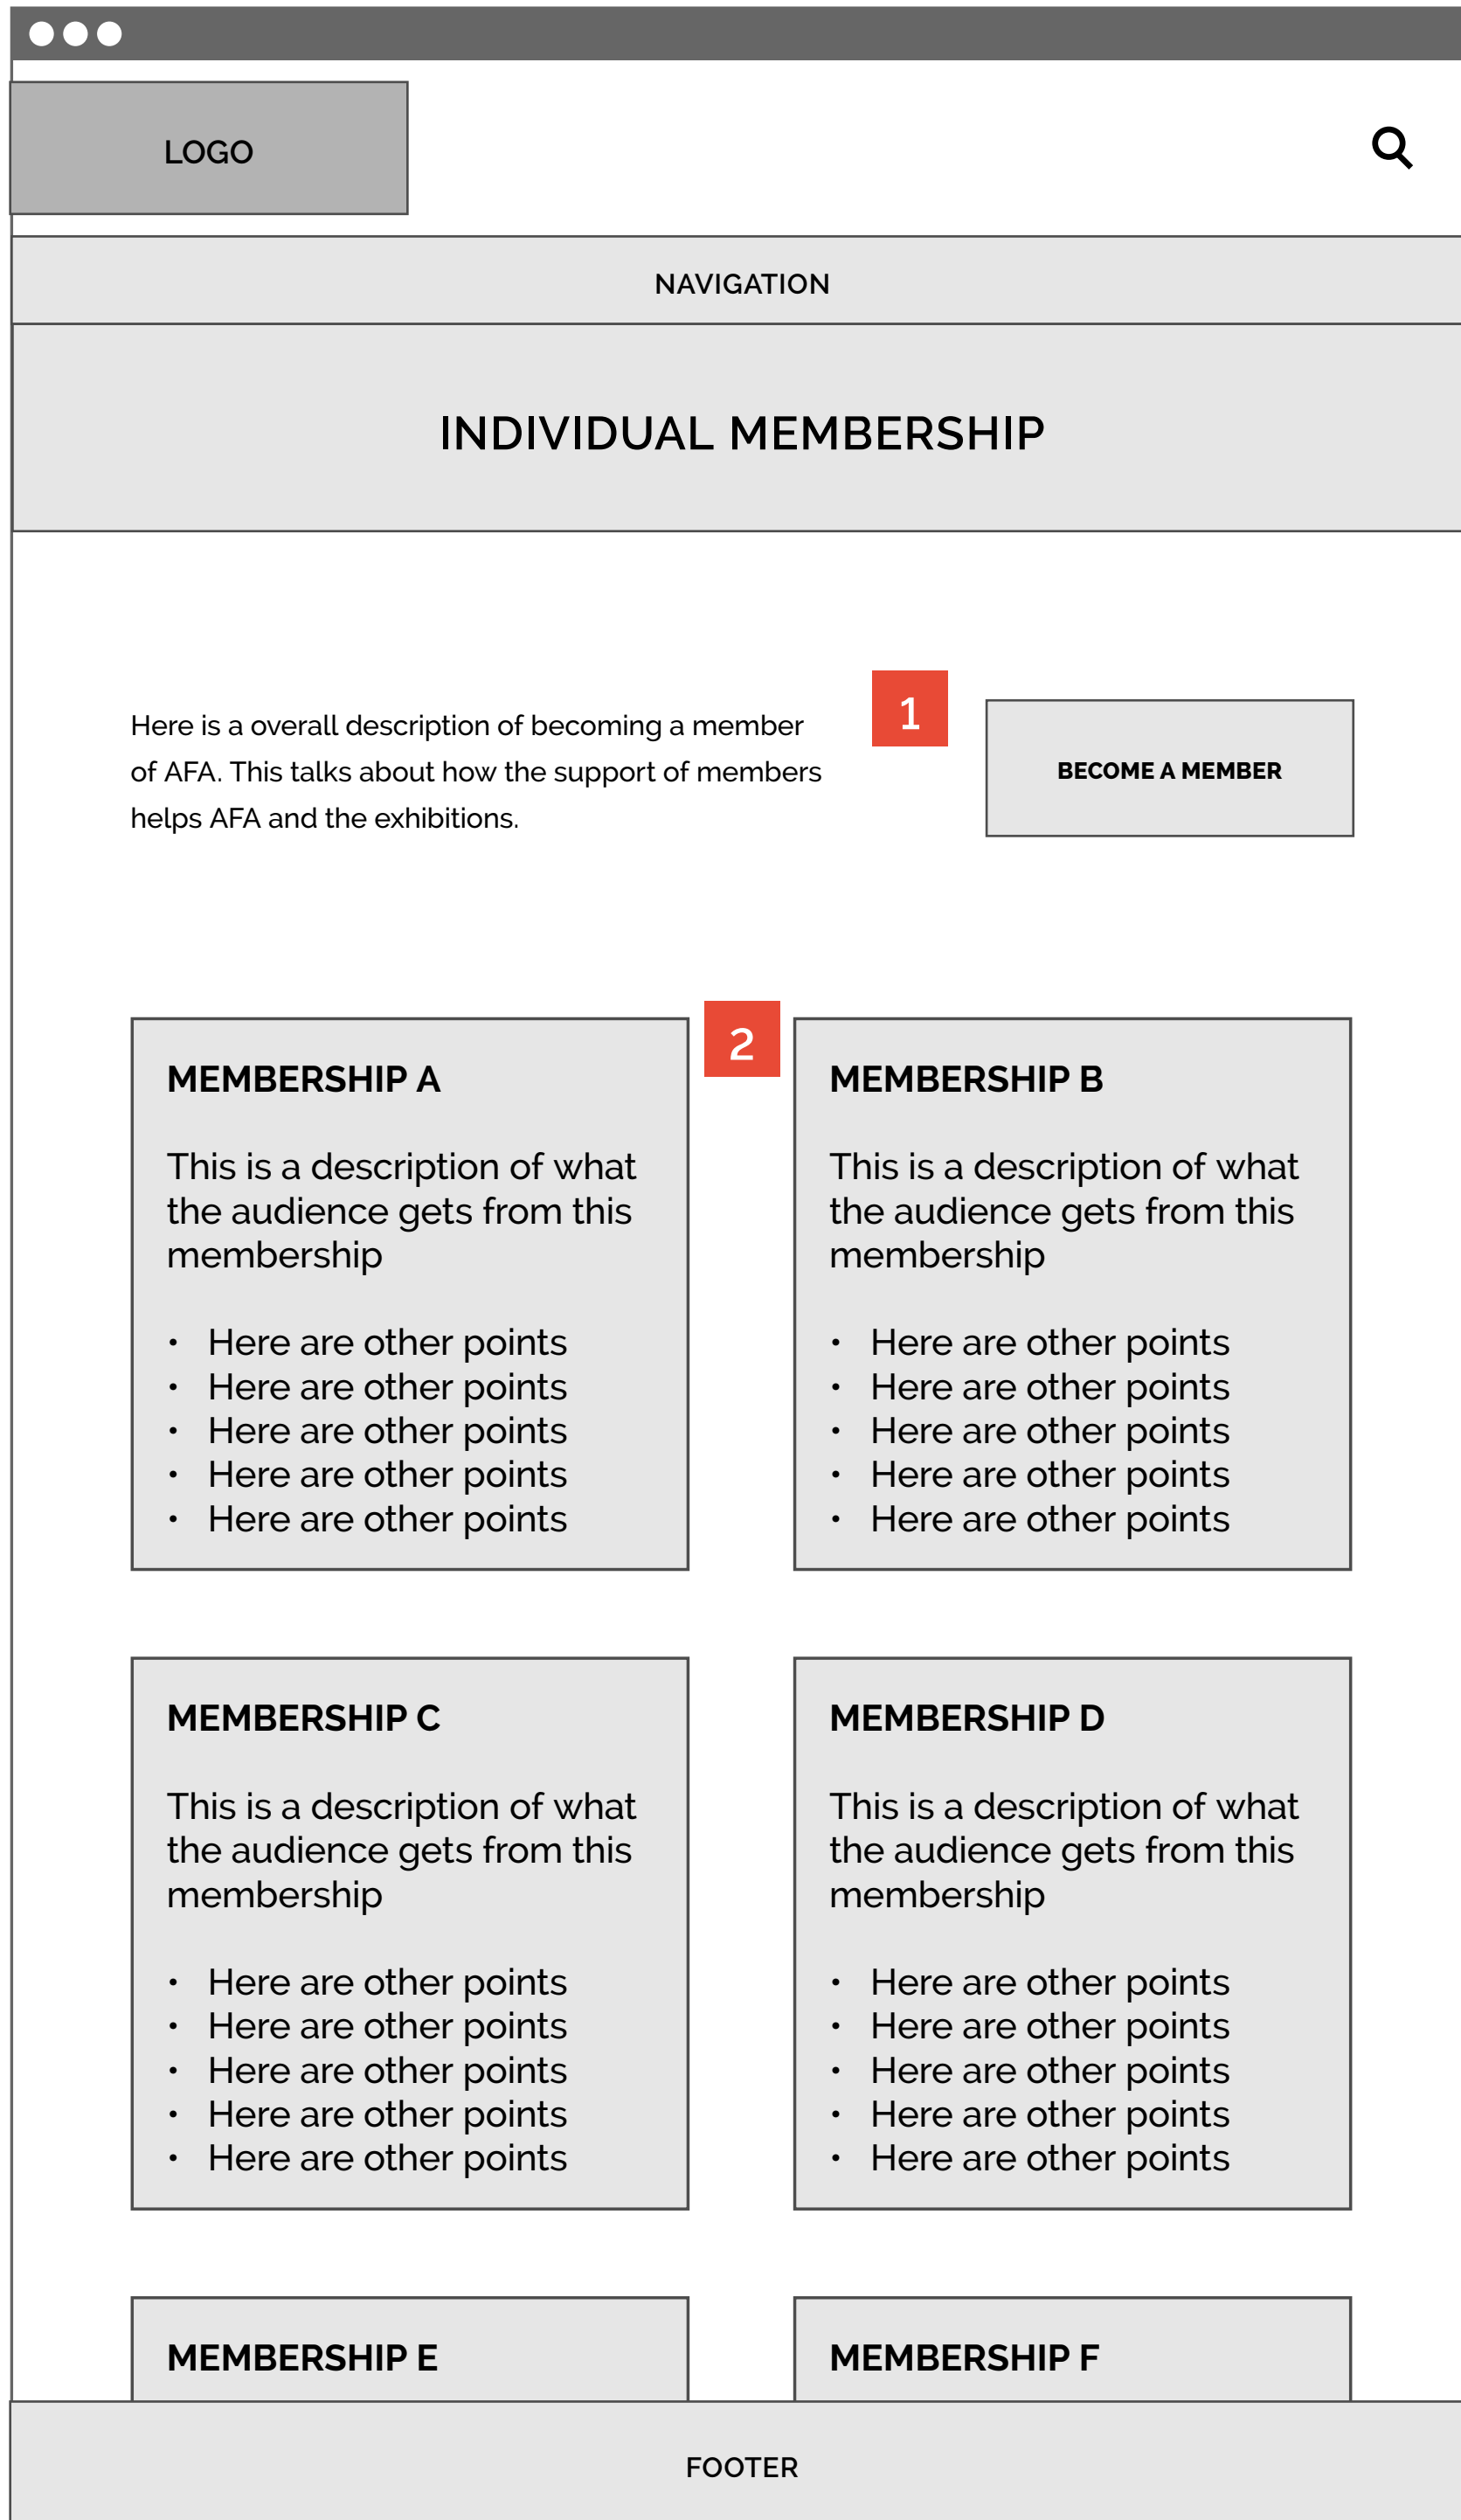 LOGO
NAVIGATION
INDIVIDUAL MEMBERSHIP
Here is a overall description of becoming a member
of AFA. This talks about how the support of members
helps AFA and the exhibitions.
1
BECOME A MEMBER
2
MEMBERSHIP A
This is a description of what
the audience gets from this
membership
• Here are other points
• Here are other points
• Here are other points
• Here are other points
• Here are other points
MEMBERSHIP B
This is a description of what
the audience gets from this
membership
• Here are other points
• Here are other points
• Here are other points
• Here are other points
• Here are other points
MEMBERSHIP C
This is a description of what
the audience gets from this
membership
• Here are other points
• Here are other points
• Here are other points
• Here are other points
• Here are other points
MEMBERSHIP D
This is a description of what
the audience gets from this
membership
• Here are other points
• Here are other points
• Here are other points
• Here are other points
• Here are other points
MEMBERSHIP E
MEMBERSHIP F
FOOTER